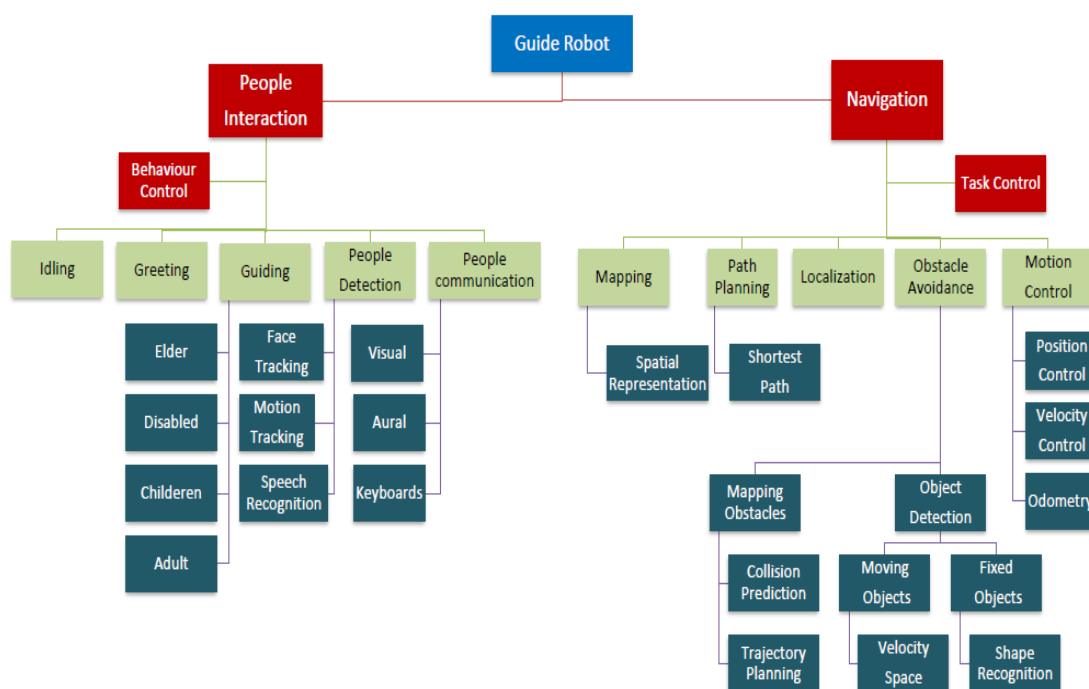 Guide Robot
People
Interaction
Navigation
Behaviour
Control
Task Control
Idling
Greeting
Guiding
People
Detection
People
communication
Mapping
Path
Planning
Localization
Obstacle
Avoidance
Motion
Control
Elder
Disabled
Childeren
Adult
Face
Tracking
Motion
Tracking
Speech
Recognition
Visual
Aural
Keyboards
Spatial
Representation
Shortest
Path
Position
Control
Velocity
Control
Odometry
Mapping
Obstacles
Object
Detection
Collision
Prediction
Trajectory
Planning
Moving
Objects
Velocity
Space
Fixed
Objects
Shape
Recognition